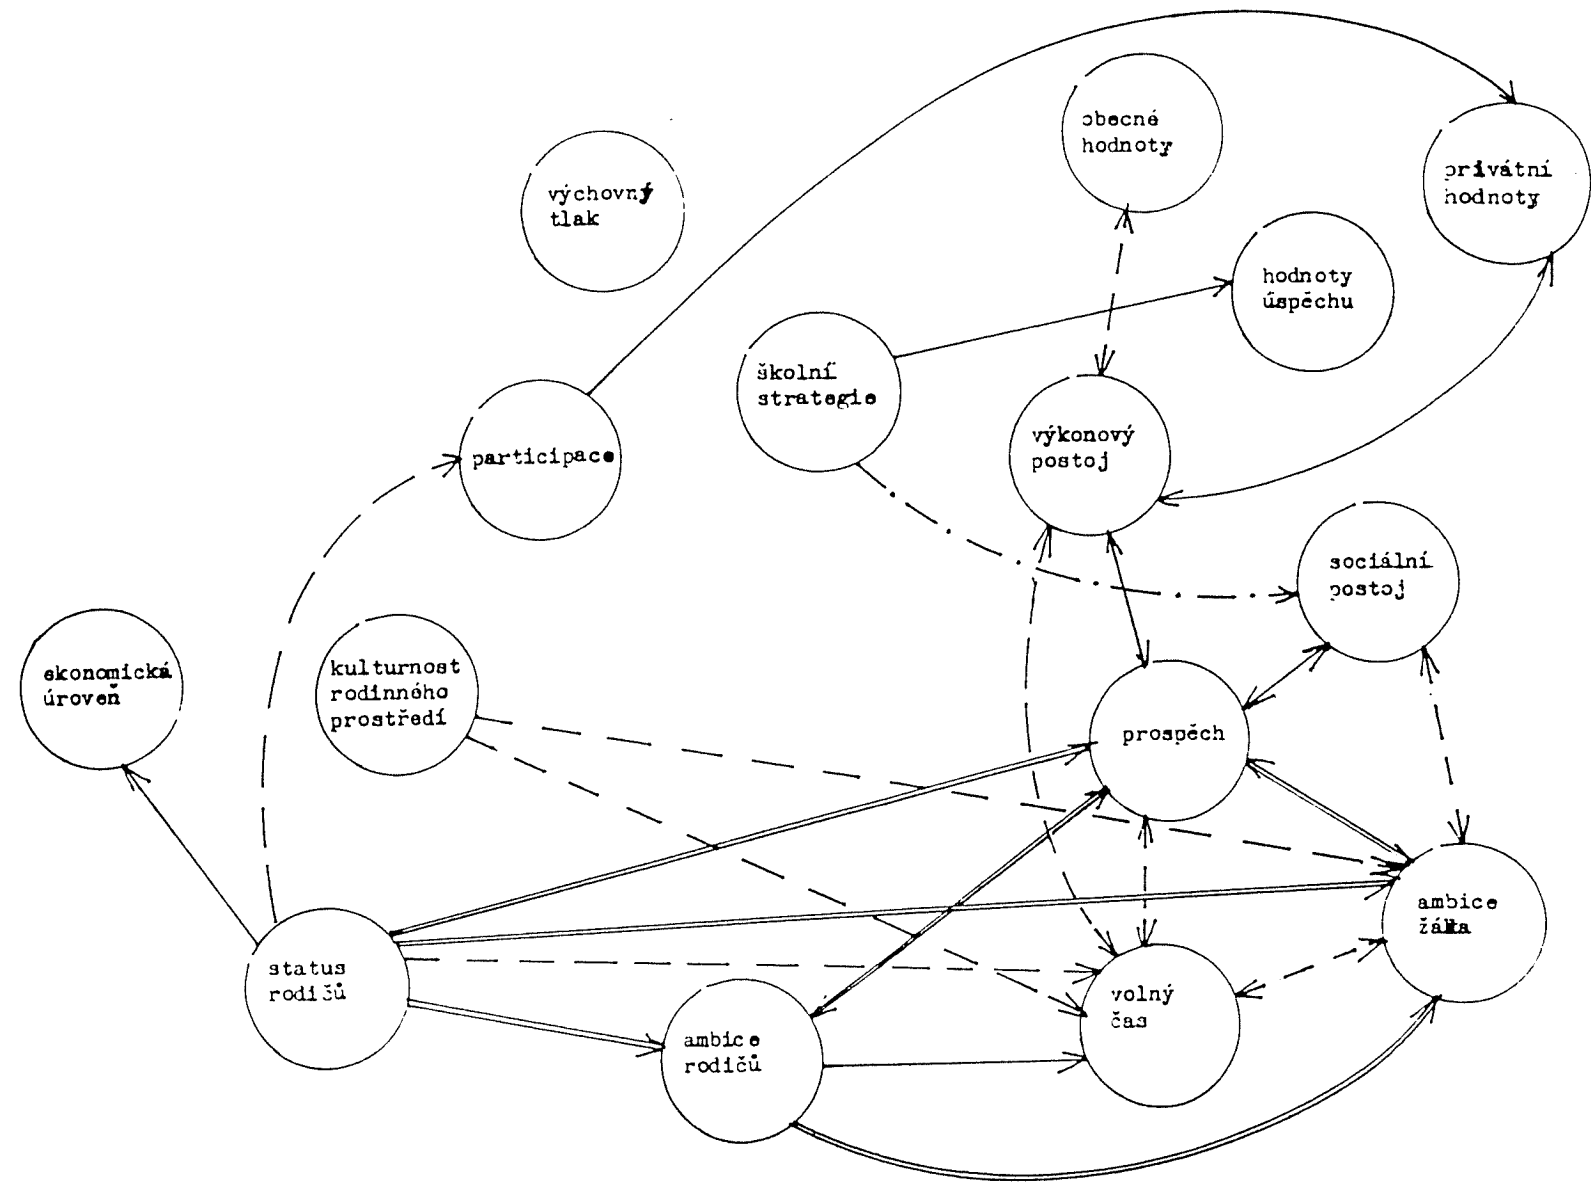 obecné
hodnoty
privátní
hodnoty
výchovný
tlak
hodnoty
úspěchu
školní
strategie
výkonový
postoj
participace
sociální
postoj
ekonomická
úroveň
kulturnost
rodinného
prostředí
prospěch
ambice
žáka
status
rodičů
volný
čas
ambice
rodičů